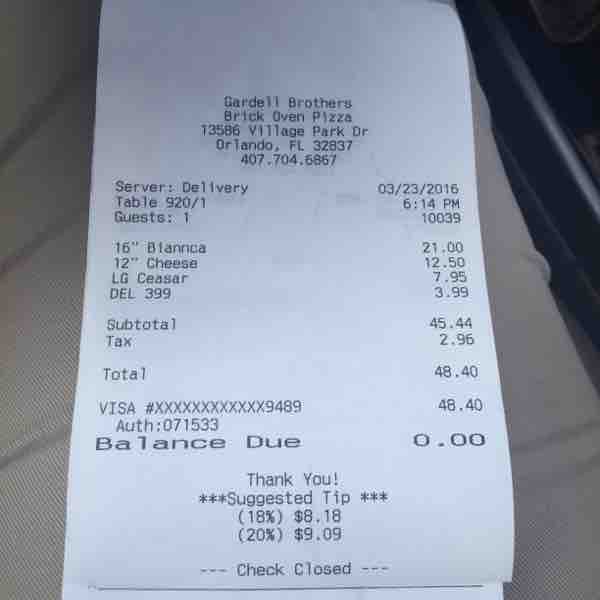 Gardell Brothers
Brick Oven Pizza
13586 Village Park Dr
Orlando, FL 32837
407.704.6867
Server: Delivery 03/23/2016
Table 920/1 6:14 PM
Guests: 1 10039
16" Biannca 21.00
12" Cheese 12.50
LG Ceasar 7.95
DEL 399 3.99
Subtotal 45.44
Tax 2.96
Total 48.40
VISA #XXXXXXXXXXXX9489 48.40
Auth:071533
Balance Due 0.00
Thank You!
***Suggested Tip ***
(18%) $8.18
(20%) $9.09
--- Check Closed ---